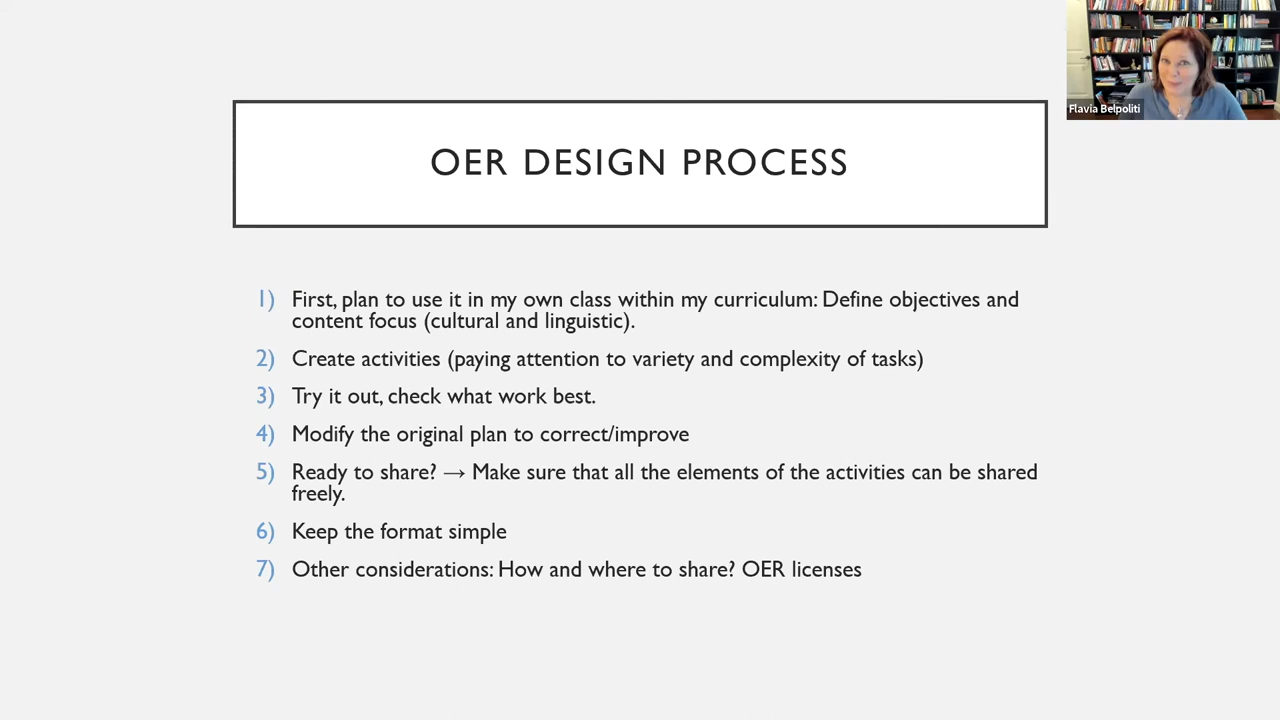 OER DESIGN PROCESS
1) First, plan to use it in my own class within my curriculum: Define objectives and
content focus (cultural and linguistic).
2) Create activities (paying attention to variety and complexity of tasks)
3) Try it out, check what work best.
4) Modify the original plan to correct/improve
5) Ready to share? → Make sure that all the elements of the activities can be shared
freely.
6) Keep the format simple
7) Other considerations: How and where to share? OER licenses
Flavia Belpoliti